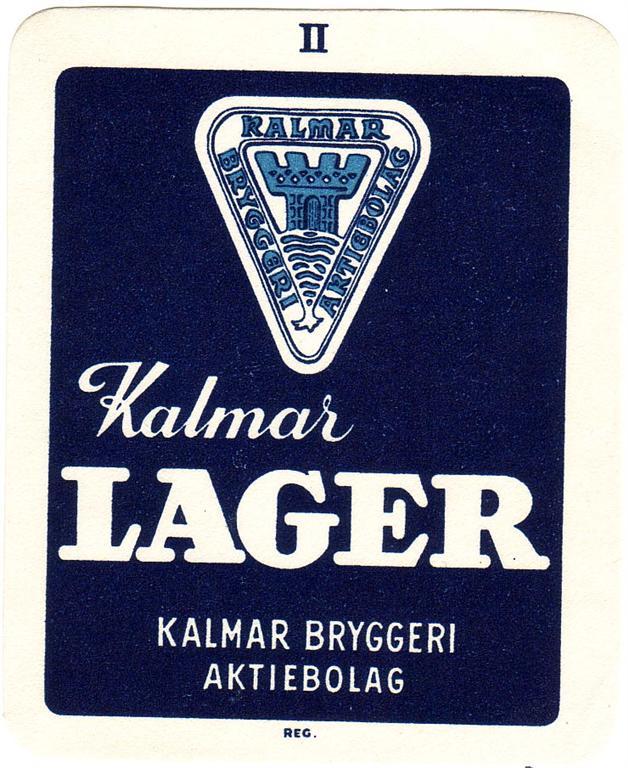 II
KALMAR
BRYGGERI
AKTIEBOLAG
Kalmar
LAGER
KALMAR BRYGGERI
AKTIEBOLAG
REG.